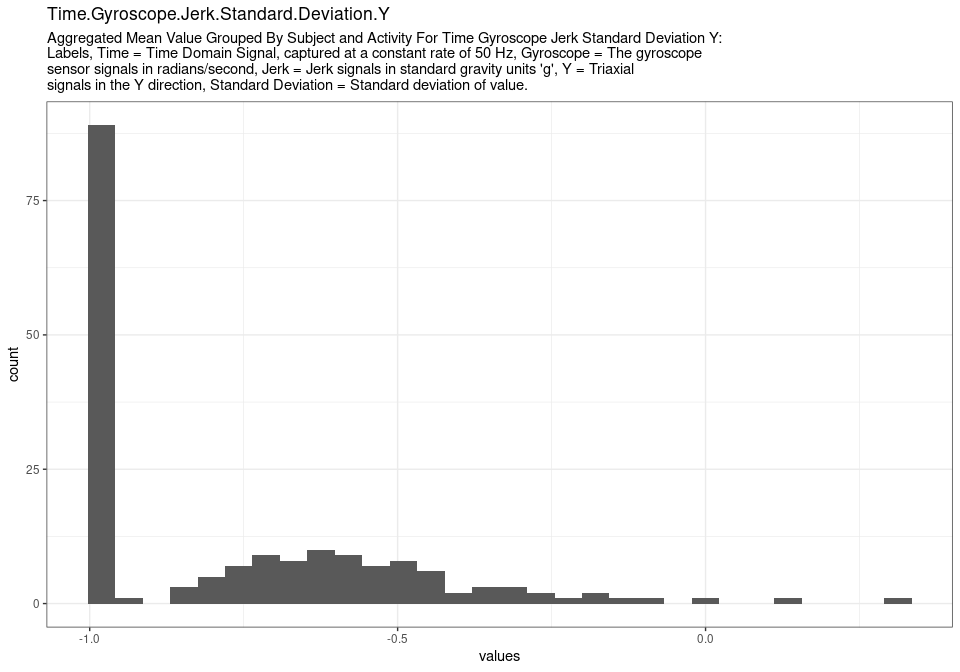 Time.Gyroscope.Jerk.Standard.Deviation.Y
Aggregated Mean Value Grouped By Subject and Activity For Time Gyroscope Jerk Standard Deviation Y:
Labels, Time = Time Domain Signal, captured at a constant rate of 50 Hz, Gyroscope = The gyroscope
sensor signals in radians/second, Jerk = Jerk signals in standard gravity units 'g', Y = Triaxial
signals in the Y direction, Standard Deviation = Standard deviation of value.
75
50
25
0
count
-1.0
-0.5
0.0
values